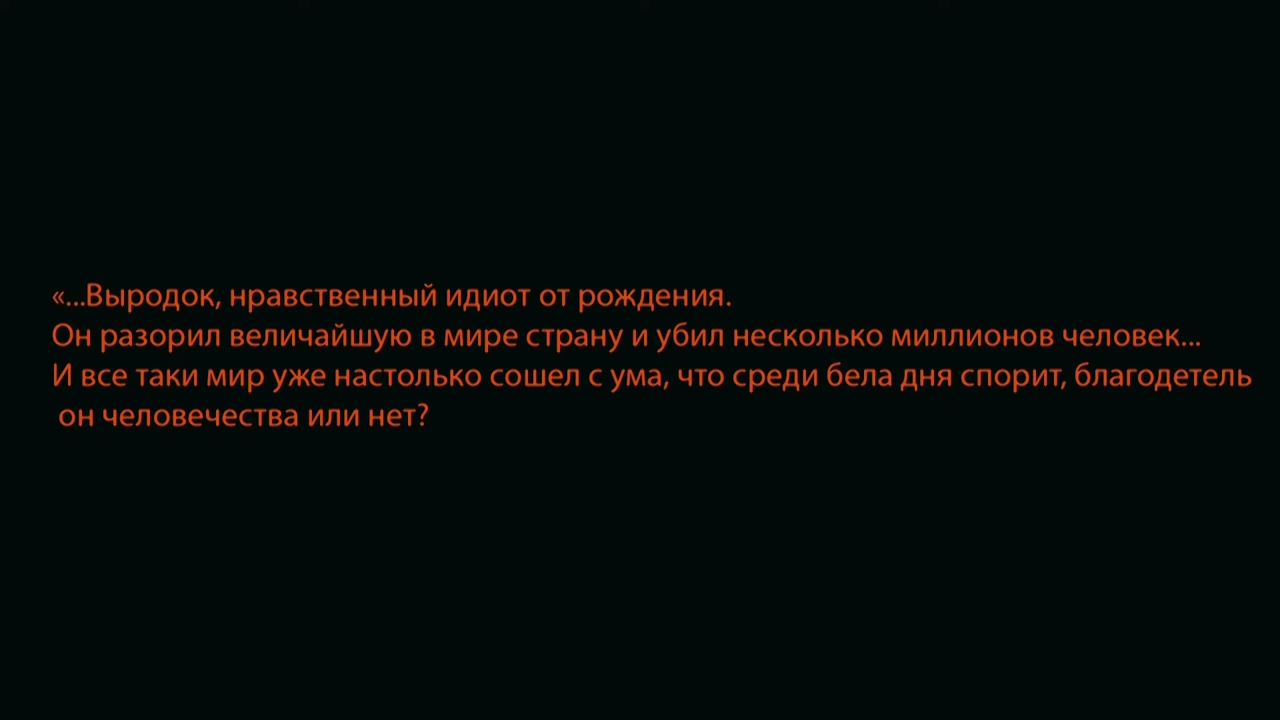 «...Выродок, нравственный идиот от рождения.
Он разорил величайшую в мире страну и убил несколько миллионов человек...
И все таки мир уже настолько сошел с ума, что среди бела дня спорит, благодетель
он человечества или нет?